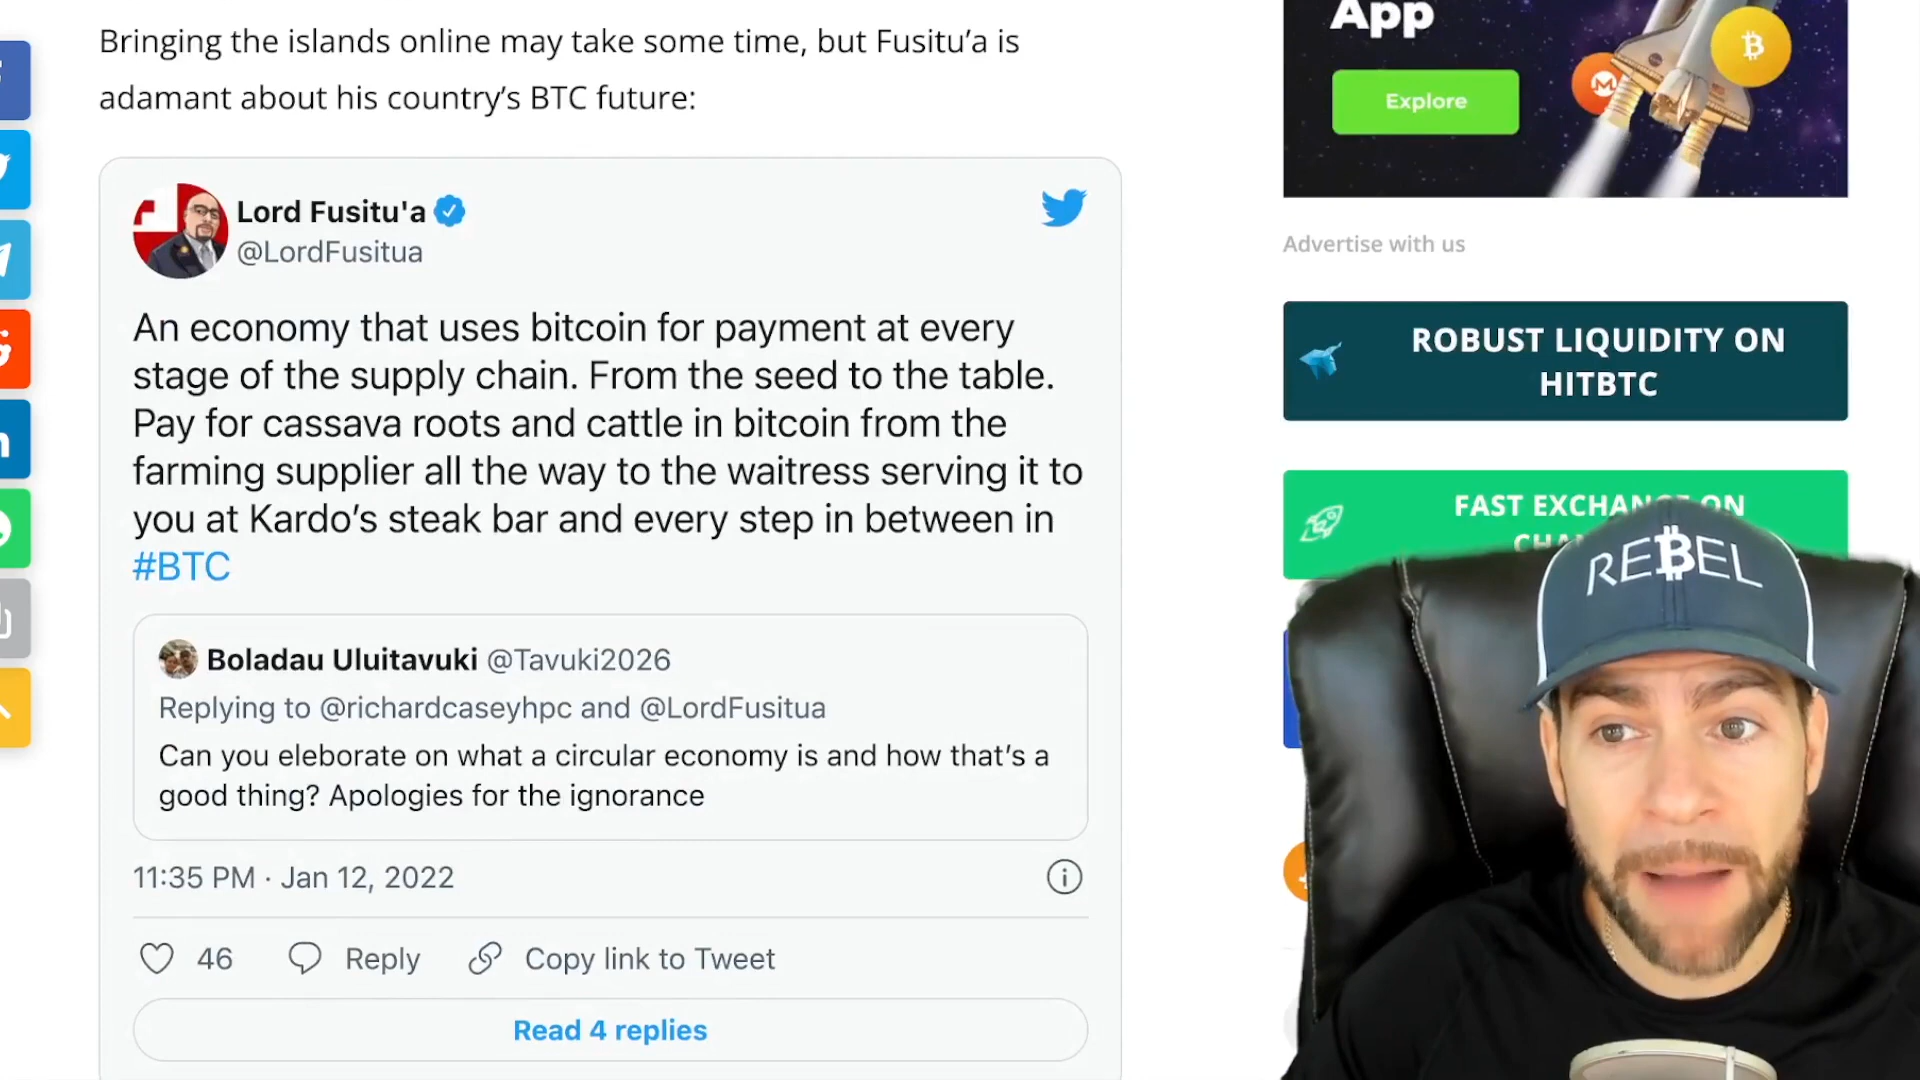 Bringing the islands online may take some time, but Fusitu’a is
adamant about his country’s BTC future:
Lord Fusitu'a
@LordFusitua
An economy that uses bitcoin for payment at every
stage of the supply chain. From the seed to the table.
Pay for cassava roots and cattle in bitcoin from the
farming supplier all the way to the waitress serving it to
you at Kardo’s steak bar and every step in between in
#BTC
Boladau Uluitavuki @Tavuki2026
Replying to @richardcaseyhpc and @LordFusitua
Can you eleborate on what a circular economy is and how that’s a
good thing? Apologies for the ignorance
11:35 PM · Jan 12, 2022
46 Reply Copy link to Tweet
Read 4 replies
App
Explore
Advertise with us
ROBUST LIQUIDITY ON
HITBTC
FAST EXCHANGE ON
REBEL